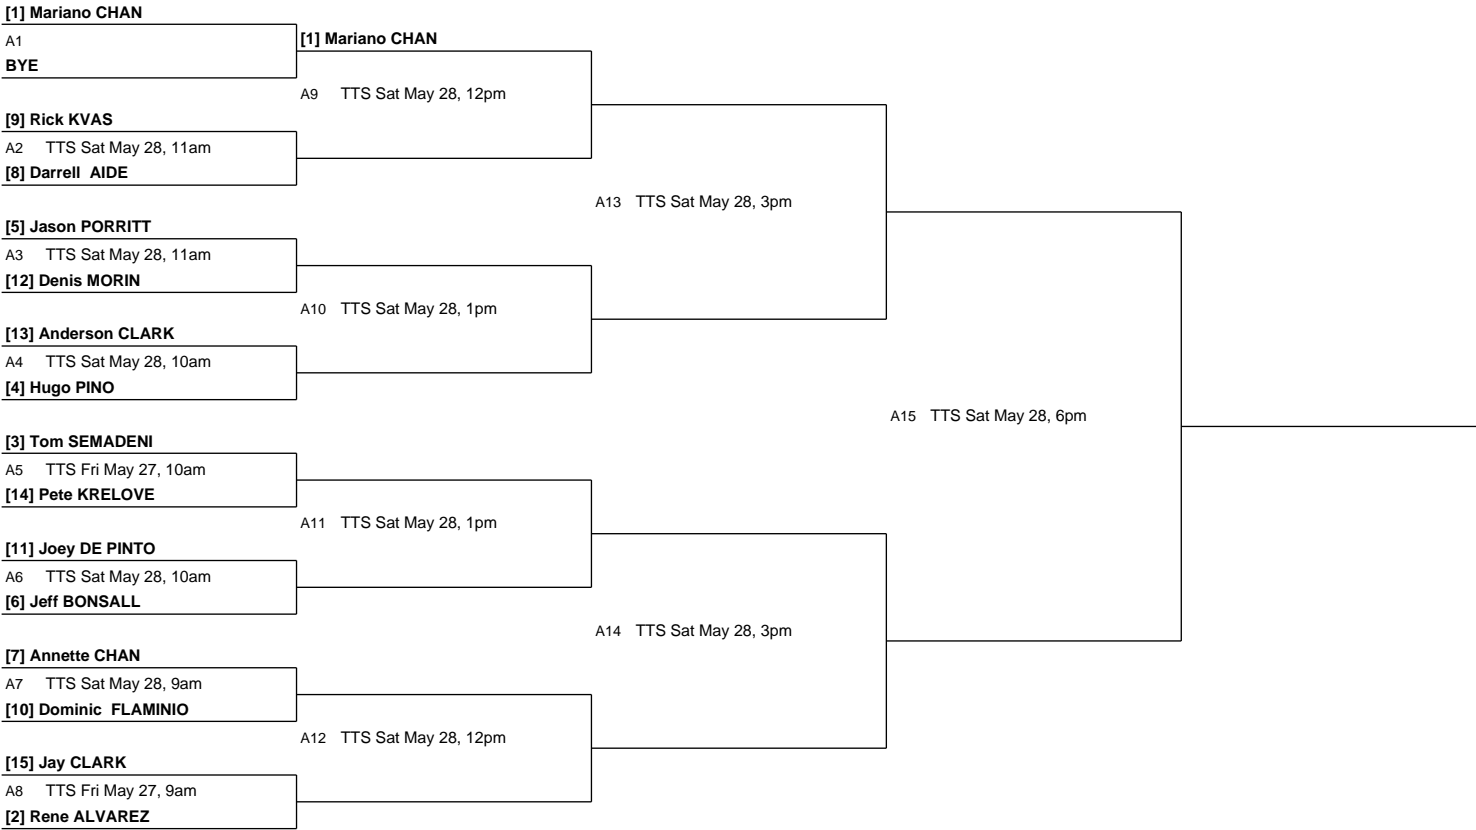 [1] Mariano CHAN
A1
BYE
[1] Mariano CHAN
A9 TTS Sat May 28, 12pm
[9] Rick KVAS
A2 TTS Sat May 28, 11am
[8] Darrell AIDE
A13 TTS Sat May 28, 3pm
[5] Jason PORRITT
A3 TTS Sat May 28, 11am
[12] Denis MORIN
A10 TTS Sat May 28, 1pm
[13] Anderson CLARK
A4 TTS Sat May 28, 10am
[4] Hugo PINO
A15 TTS Sat May 28, 6pm
[3] Tom SEMADENI
A5 TTS Fri May 27, 10am
[14] Pete KRELOVE
A11 TTS Sat May 28, 1pm
[11] Joey DE PINTO
A6 TTS Sat May 28, 10am
[6] Jeff BONSALL
A14 TTS Sat May 28, 3pm
[7] Annette CHAN
A7 TTS Sat May 28, 9am
[10] Dominic FLAMINIO
A12 TTS Sat May 28, 12pm
[15] Jay CLARK
A8 TTS Fri May 27, 9am
[2] Rene ALVAREZ